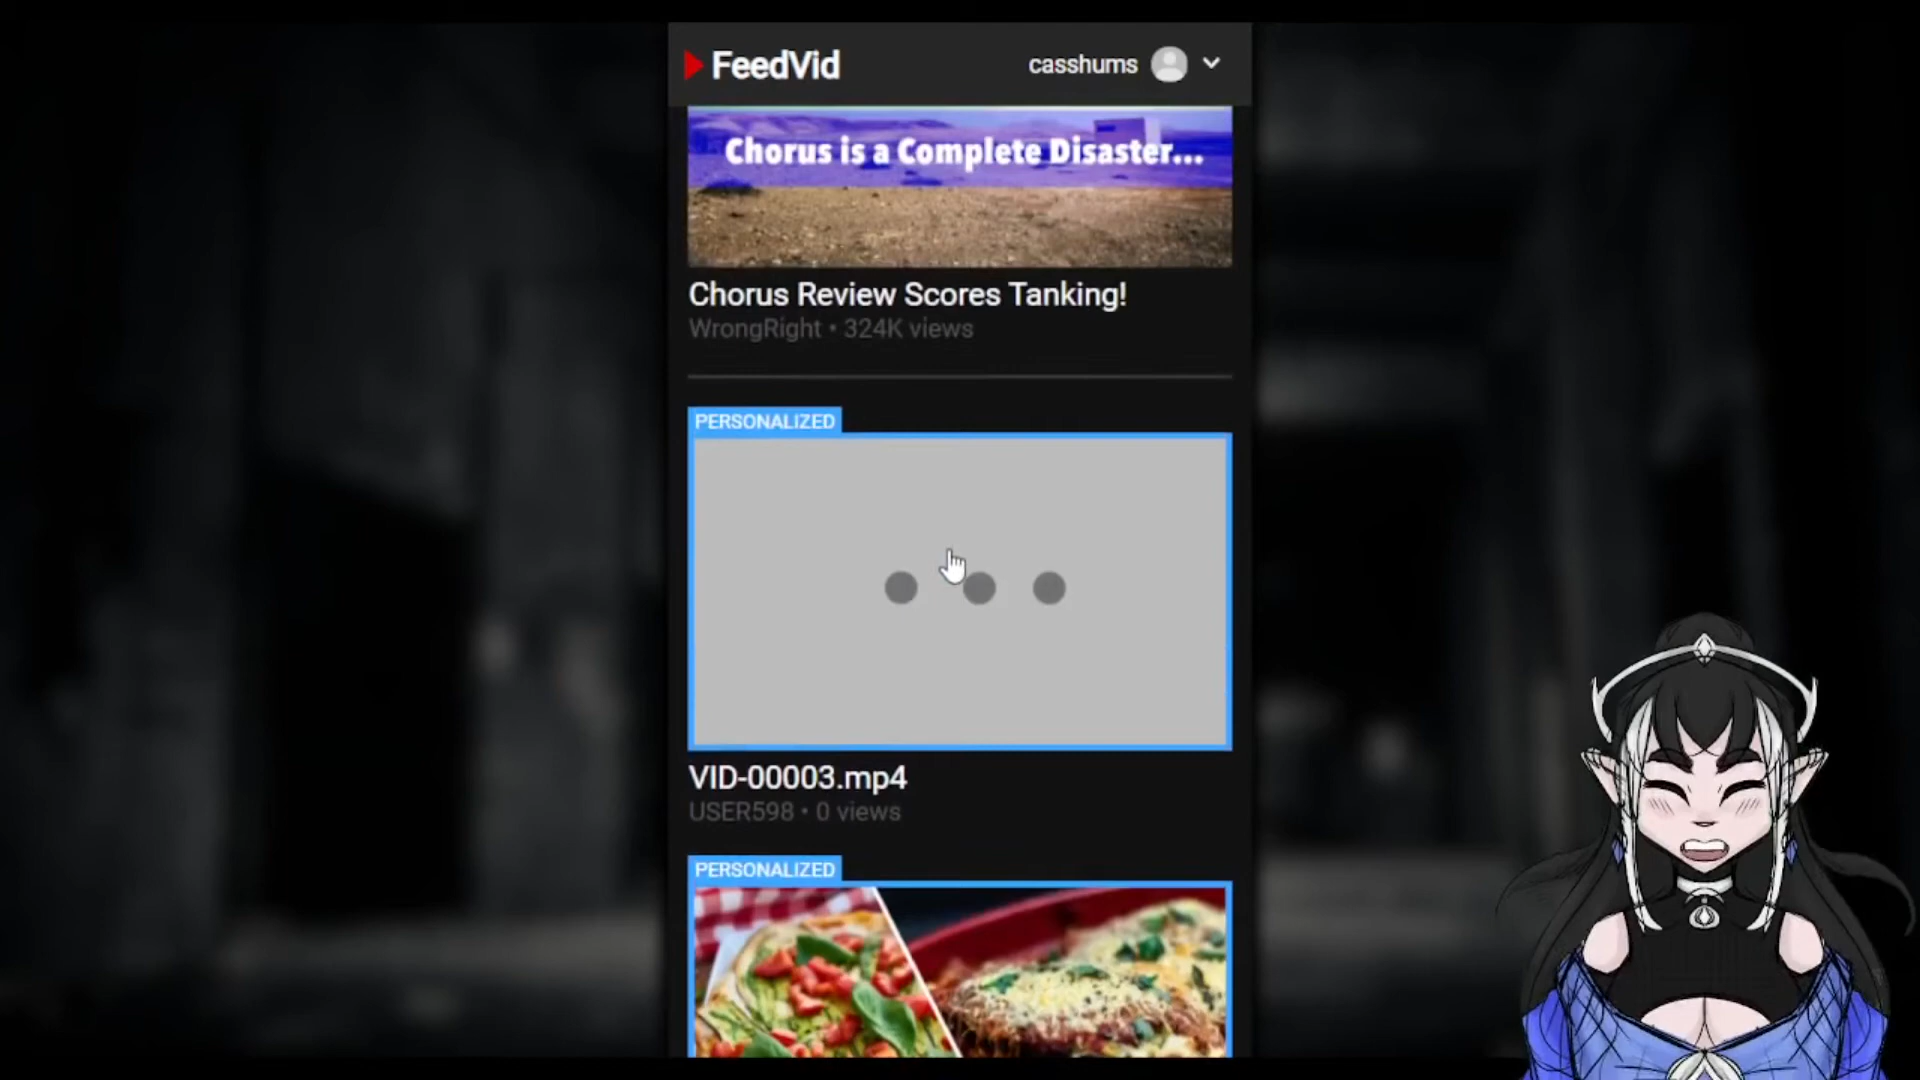 FeedVid
casshums
Chorus is a Complete Disaster...
Chorus Review Scores Tanking!
WrongRight • 324K views
PERSONALIZED
VID-00003.mp4
USER598 • 0 views
PERSONALIZED